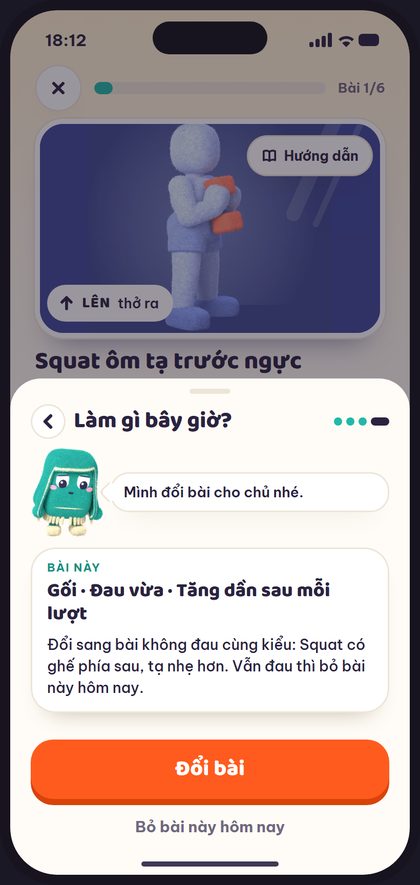 18:12
Bài 1/6
Hướng dẫn
LÊN thở ra
Squat ôm tạ trước ngực
Làm gì bây giờ?
Mình đổi bài cho chủ nhé.
BÀI NÀY
Gối · Đau vừa · Tăng dần sau mỗi
lượt
Đổi sang bài không đau cùng kiểu: Squat có
ghế phía sau, tạ nhẹ hơn. Vẫn đau thì bỏ bài
này hôm nay.
Đổi bài
Bỏ bài này hôm nay